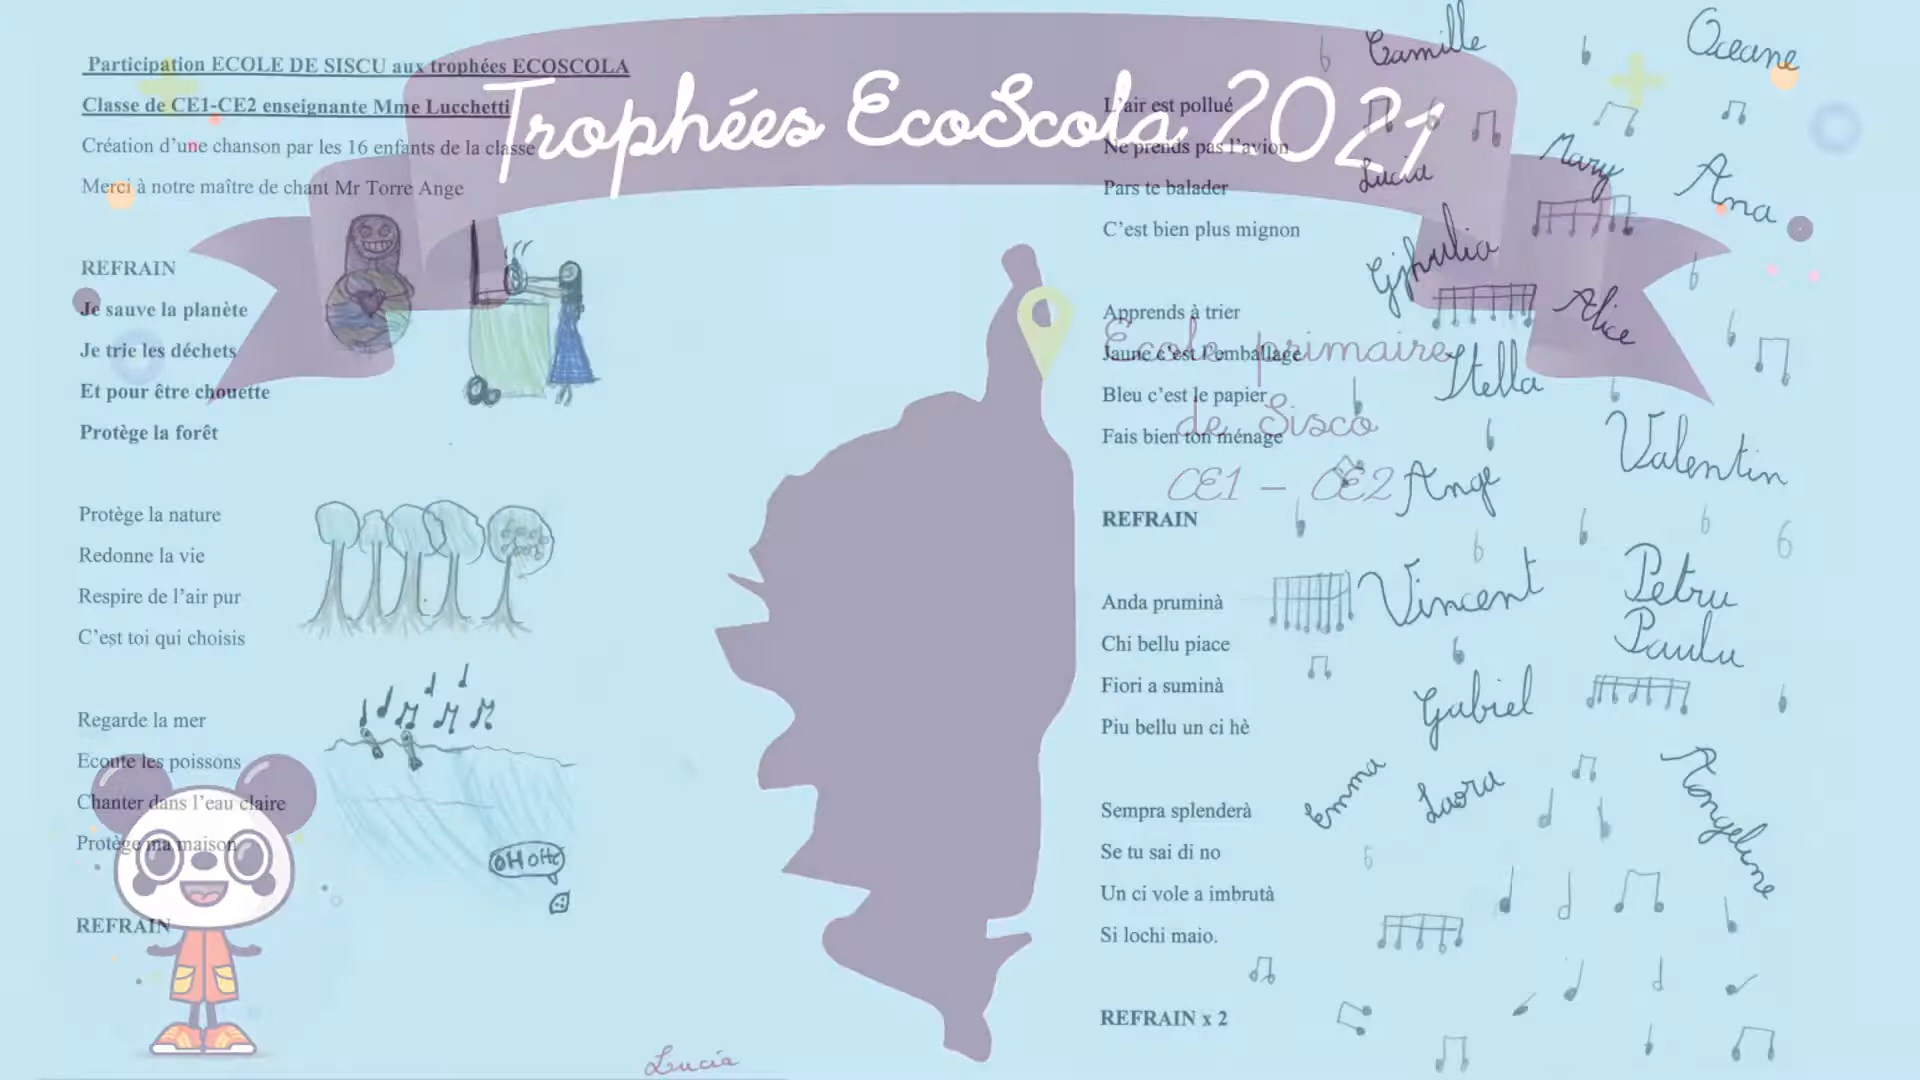 Trophées EcoScola 2021
Participation ECOLE DE SISCU aux trophées ECOSCOLA
Classe de CE1-CE2 enseignante Mme Lucchetti
Création d’une chanson par les 16 enfants de la classe
Merci à notre maître de chant Mr Torre Ange
REFRAIN
Je sauve la planète
Je trie les déchets
Et pour être chouette
Protège la forêt
Protège la nature
Redonne la vie
Respire de l’air pur
C’est toi qui choisis
Regarde la mer
Ecoute les poissons
Chanter dans l’eau claire
Protège ma maison
REFRAIN
OH OH
Lucia
L’air est pollué
Ne prends pas l’avion
Pars te balader
C’est bien plus mignon
Apprends à trier
Jaune c’est l’emballage
Bleu c’est le papier
Fais bien ton ménage
REFRAIN
Anda pruminà
Chi bellu piace
Fiori a suminà
Piu bellu un ci hè
Sempra splenderà
Se tu sai di no
Un ci vole a imbrutà
Si lochi maio.
REFRAIN x 2
Ecole primaire
de Sisco
CE1 – CE2
Camille
Oceane
Lucia
Mary
Ana
Ghjulia
Alice
Stella
Valentin
Ange
Vincent
Petru
Paulu
Gabriel
Emma
Laora
Angeline